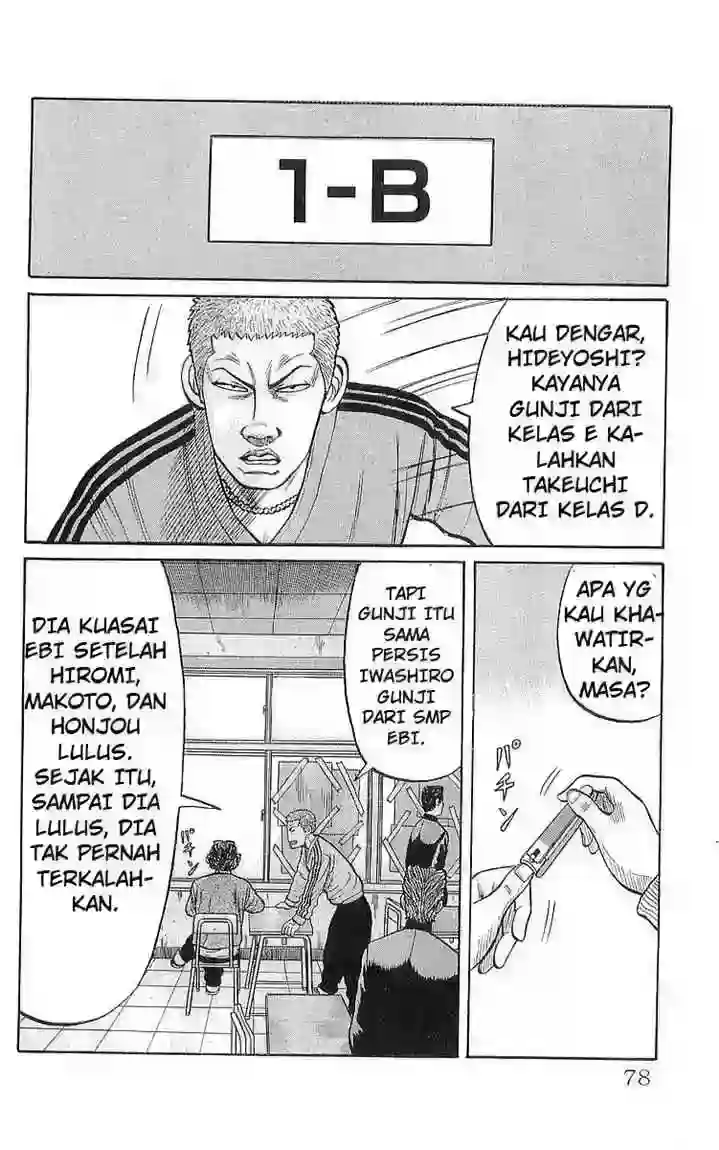 1-B
KAU DENGAR,
HIDEYOSHI?
KAYANYA
GUNJI DARI
KELAS E KA-
LAHKAN
TAKEUCHI
DARI KELAS D.
APA YG
KAU KHA-
WATIR-
KAN,
MASA?
パチン
TAPI
GUNJI ITU
SAMA
PERSIS
IWASHIRO
GUNJI
DARI SMP
EBI.
DIA KUASAI
EBI SETELAH
HIROMI,
MAKOTO, DAN
HONJOU
LULUS.
SEJAK ITU,
SAMPAI DIA
LULUS, DIA
TAK PERNAH
TERKALAH-
KAN.
パチン
78